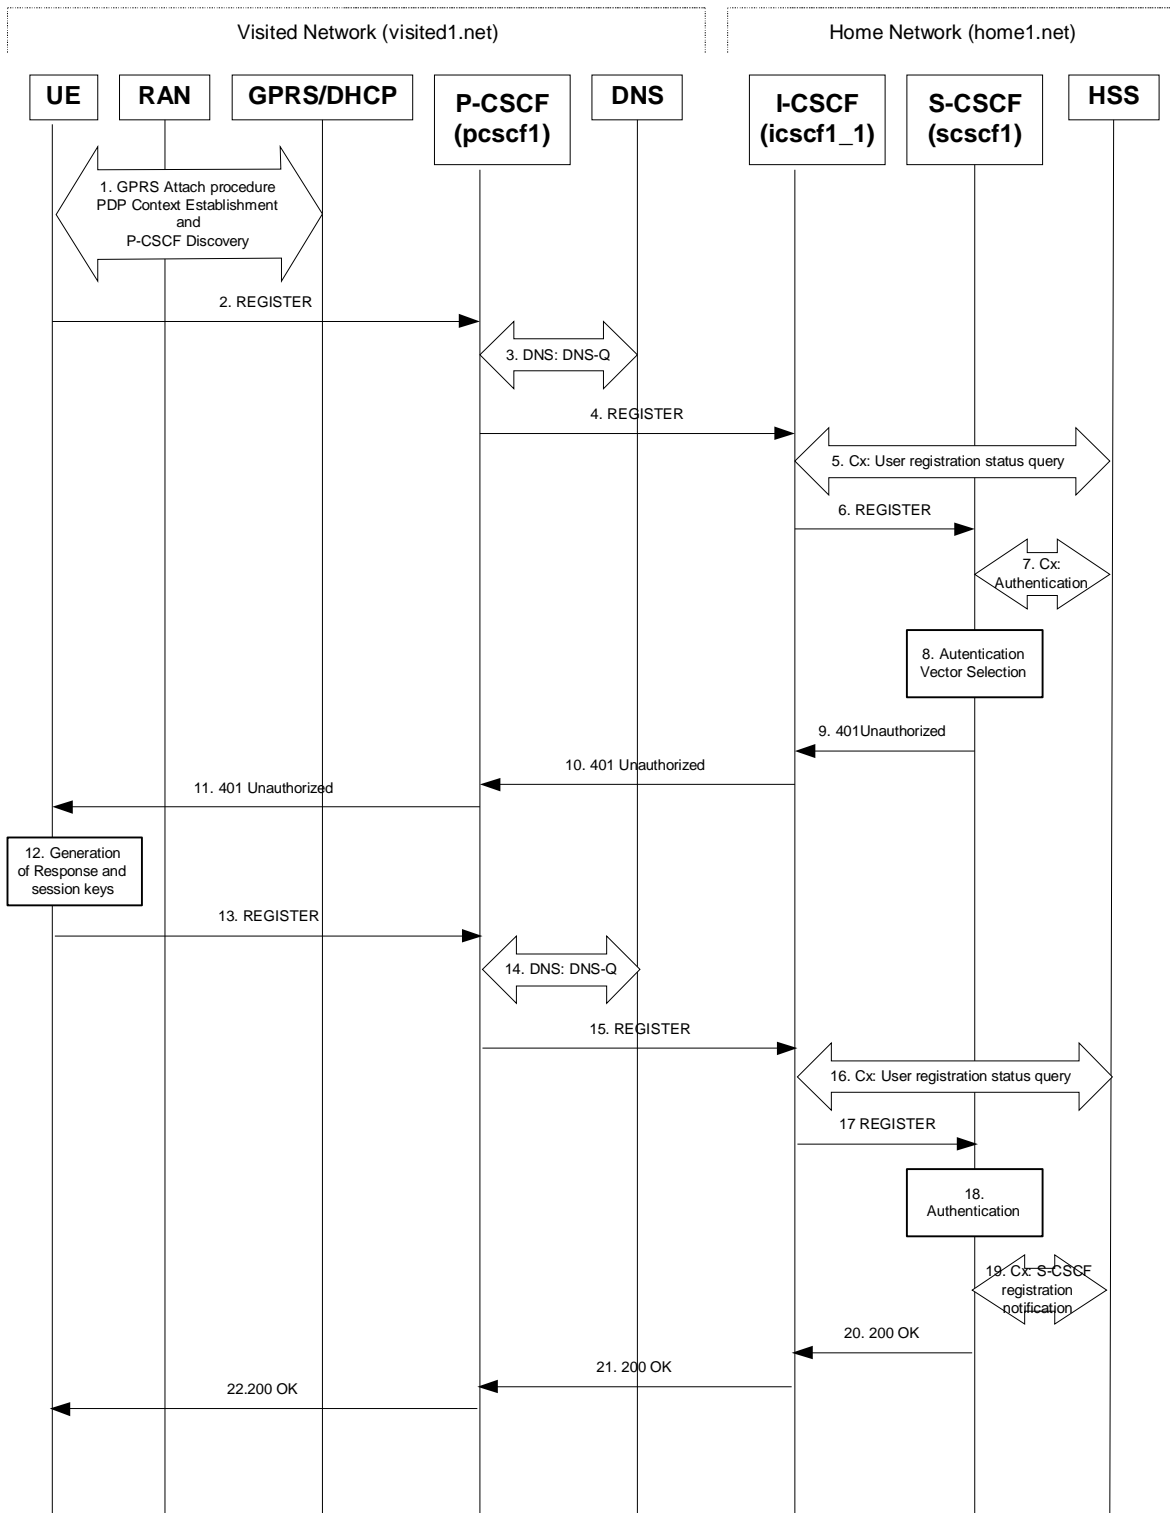 Visited Network (visited1.net)
Home Network (home1.net)
UE
RAN
GPRS/DHCP
P-CSCF
(pcscf1)
DNS
I-CSCF
(icscf1_1)
S-CSCF
(scscf1)
HSS
1. GPRS Attach procedure
PDP Context Establishment
and
P-CSCF Discovery
2. REGISTER
3. DNS: DNS-Q
4. REGISTER
5. Cx: User registration status query
6. REGISTER
7. Cx:
Authentication
8. Autentication
Vector Selection
9. 401Unauthorized
10. 401 Unauthorized
11. 401 Unauthorized
12. Generation
of Response and
session keys
13. REGISTER
14. DNS: DNS-Q
15. REGISTER
16. Cx: User registration status query
17 REGISTER
18.
Authentication
19. Cx: S-CSCF
registration
notification
20. 200 OK
21. 200 OK
22.200 OK